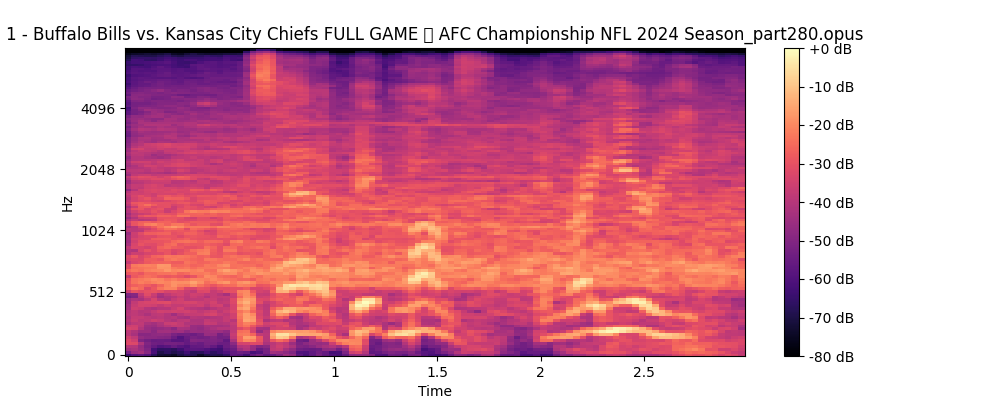 1 - Buffalo Bills vs. Kansas City Chiefs FULL GAME AFC Championship NFL 2024 Season_part280.opus
+0 dB
-10 dB
-20 dB
-30 dB
-40 dB
-50 dB
-60 dB
-70 dB
-80 dB
4096
2048
1024
512
0
Hz
0
0.5
1
1.5
2
2.5
Time